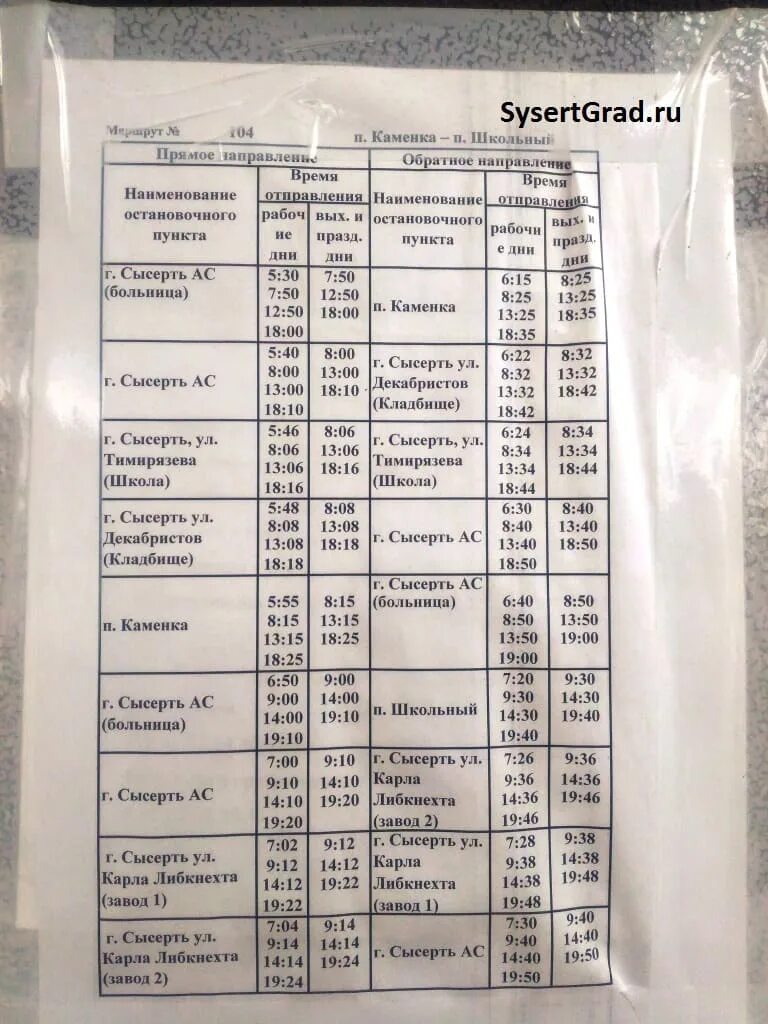 SysertGrad.ru
Маршрут № 104 п. Каменка – п. Школьный
Прямое направление Обратное направление
Наименование остановочного пункта Время отправления Наименование остановочного пункта Время отправления
рабочие дни вых. и празд. дни рабочие дни вых. и празд. дни
г. Сысерть АС
(больница)
5:30 7:50
7:50 12:50
12:50 18:00
18:00
п. Каменка
6:15 8:25
8:25 13:25
13:25 18:35
18:35
г. Сысерть АС
5:40 8:00
8:00 13:00
13:00 18:10
18:10
г. Сысерть ул.
Декабристов
(Кладбище)
6:22 8:32
8:32 13:32
13:32 18:42
18:42
г. Сысерть, ул.
Тимирязева
(Школа)
5:46 8:06
8:06 13:06
13:06 18:16
18:16
г. Сысерть, ул.
Тимирязева
(Школа)
6:24 8:34
8:34 13:34
13:34 18:44
18:44
г. Сысерть ул.
Декабристов
(Кладбище)
5:48 8:08
8:08 13:08
13:08 18:18
18:18
г. Сысерть АС
6:30 8:40
8:40 13:40
13:40 18:50
18:50
п. Каменка
5:55 8:15
8:15 13:15
13:15 18:25
18:25
г. Сысерть АС
(больница)
6:40 8:50
8:50 13:50
13:50 19:00
19:00
г. Сысерть АС
(больница)
6:50 9:00
9:00 14:00
14:00 19:10
19:10
п. Школьный
7:20 9:30
9:30 14:30
14:30 19:40
19:40
г. Сысерть АС
7:00 9:10
9:10 14:10
14:10 19:20
19:20
г. Сысерть ул.
Карла
Либкнехта
(завод 2)
7:26 9:36
9:36 14:36
14:36 19:46
19:46
г. Сысерть ул.
Карла Либкнехта
(завод 1)
7:02 9:12
9:12 14:12
14:12 19:22
19:22
г. Сысерть ул.
Карла
Либкнехта
(завод 1)
7:28 9:38
9:38 14:38
14:38 19:48
19:48
г. Сысерть ул.
Карла Либкнехта
(завод 2)
7:04 9:14
9:14 14:14
14:14 19:24
19:24
г. Сысерть АС
7:30 9:40
9:40 14:40
14:40 19:50
19:50